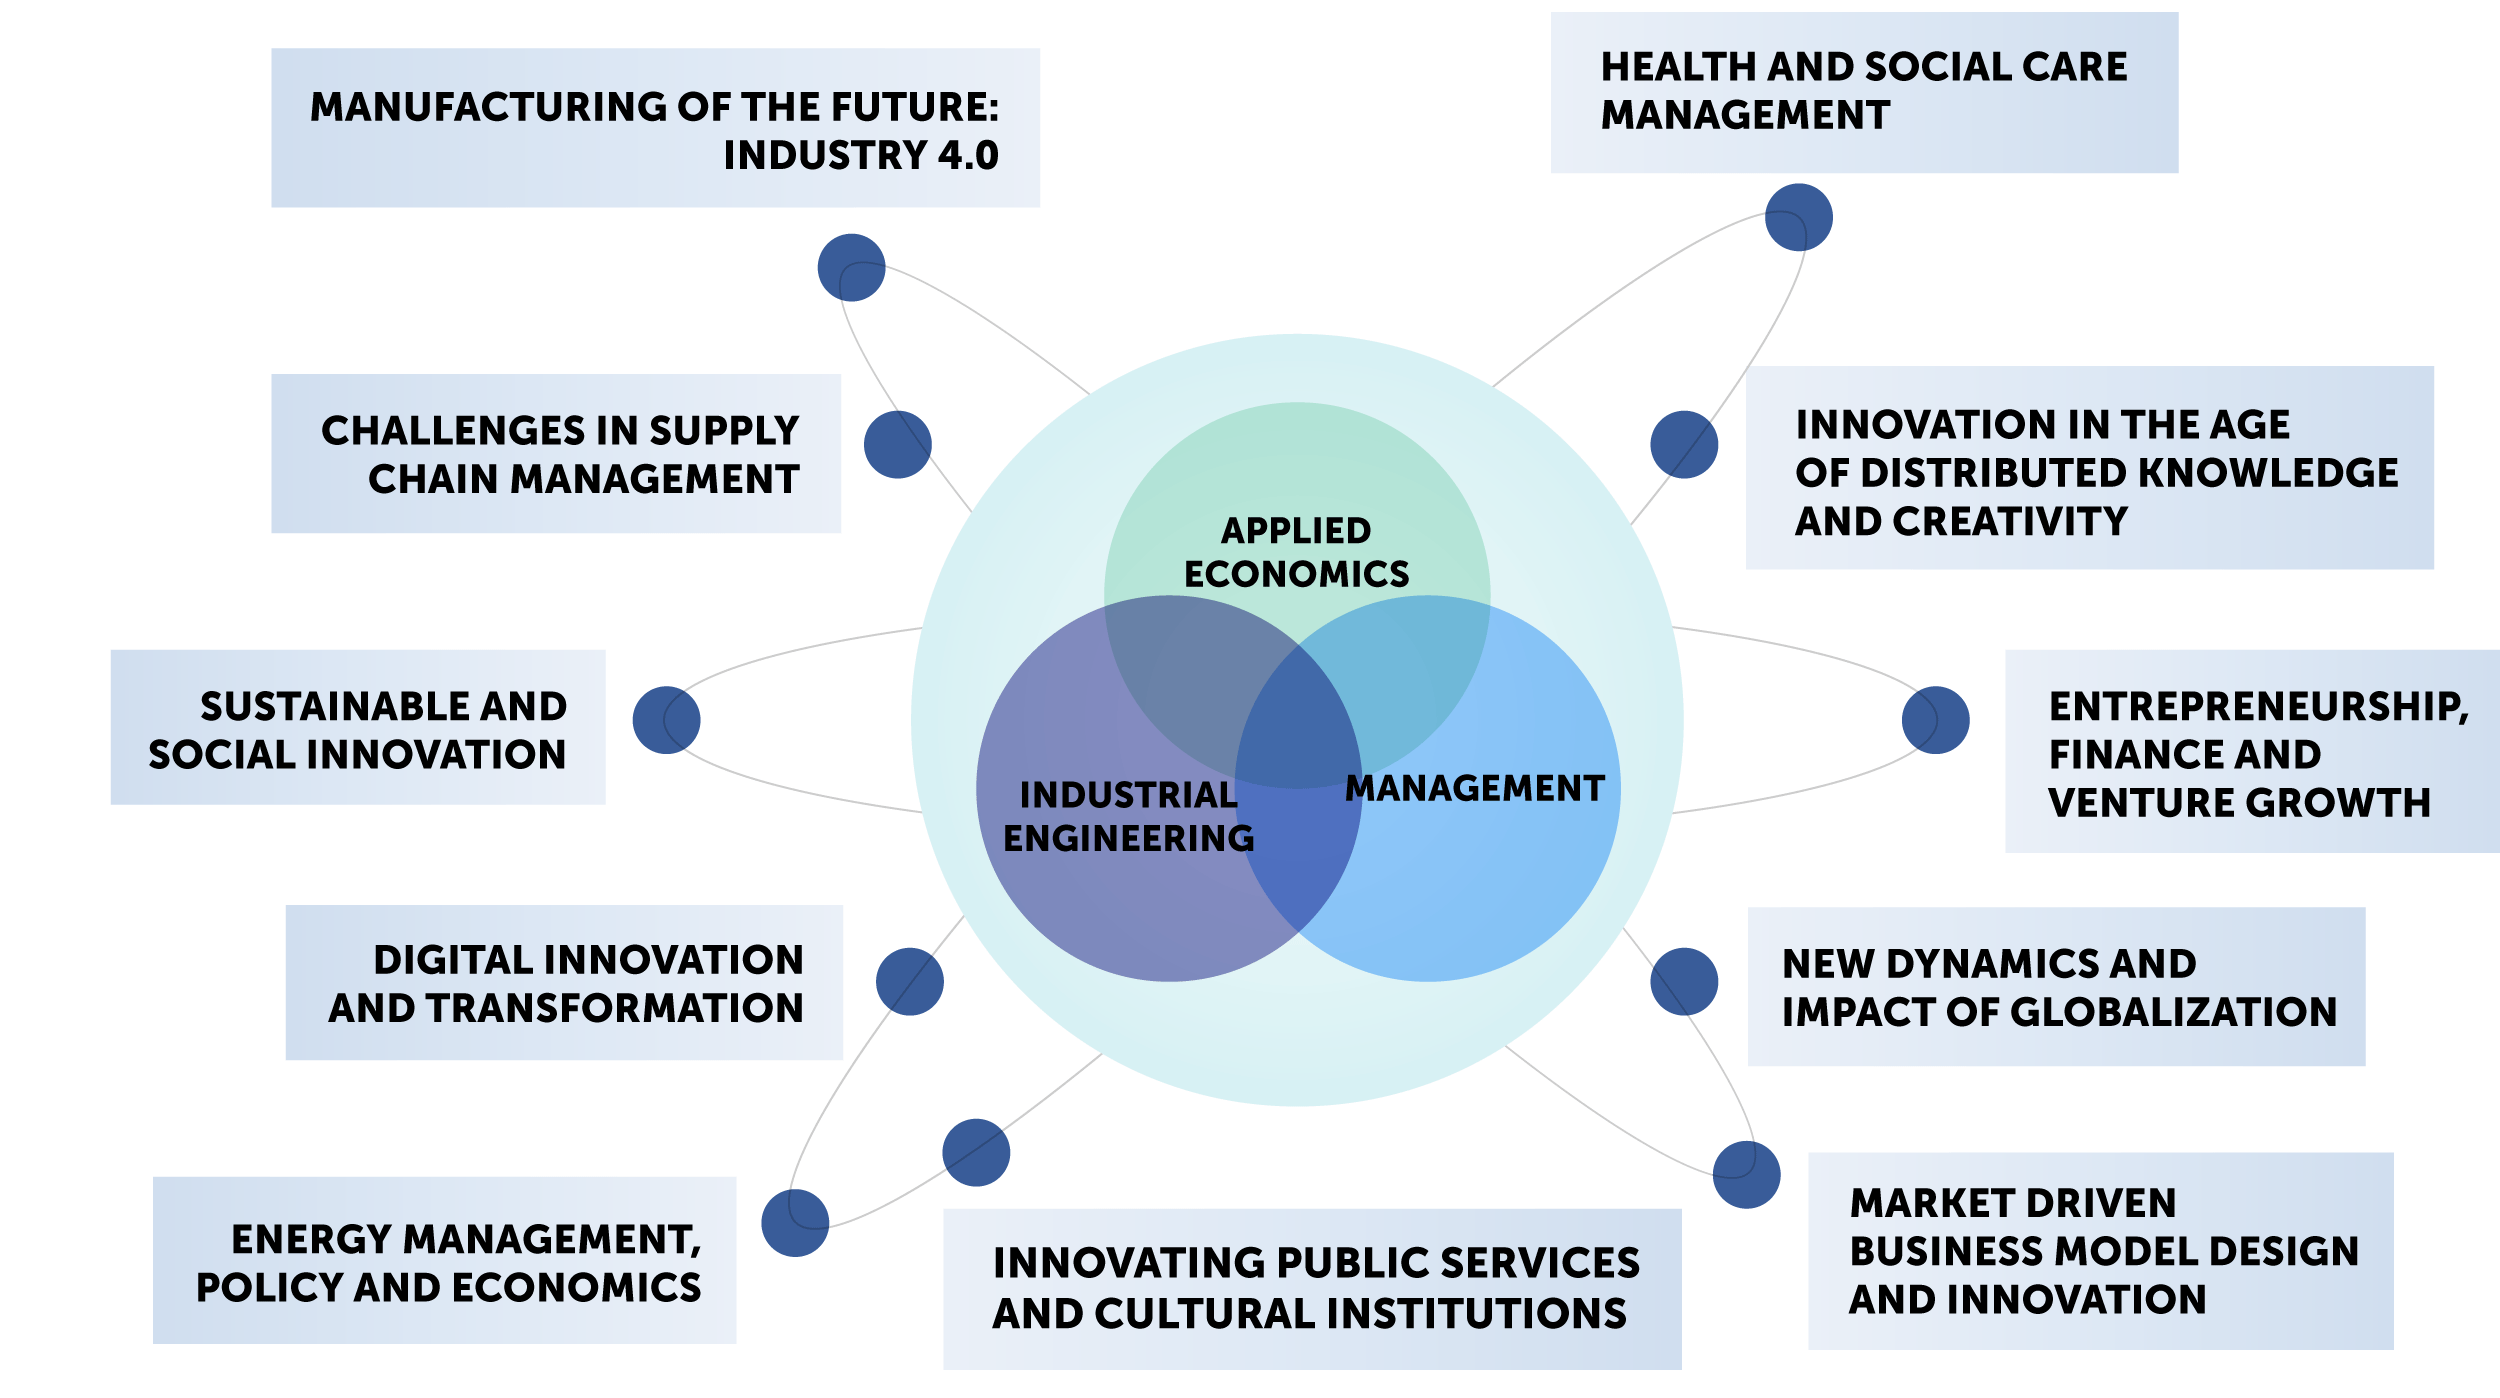 MANUFACTURING OF THE FUTURE:
INDUSTRY 4.0
HEALTH AND SOCIAL CARE
MANAGEMENT
CHALLENGES IN SUPPLY
CHAIN MANAGEMENT
INNOVATION IN THE AGE
OF DISTRIBUTED KNOWLEDGE
AND CREATIVITY
APPLIED
ECONOMICS
SUSTAINABLE AND
SOCIAL INNOVATION
INDUSTRIAL
ENGINEERING
MANAGEMENT
ENTREPRENEURSHIP,
FINANCE AND
VENTURE GROWTH
DIGITAL INNOVATION
AND TRANSFORMATION
NEW DYNAMICS AND
IMPACT OF GLOBALIZATION
ENERGY MANAGEMENT,
POLICY AND ECONOMICS
INNOVATING PUBLIC SERVICES
AND CULTURAL INSTITUTIONS
MARKET DRIVEN
BUSINESS MODEL DESIGN
AND INNOVATION